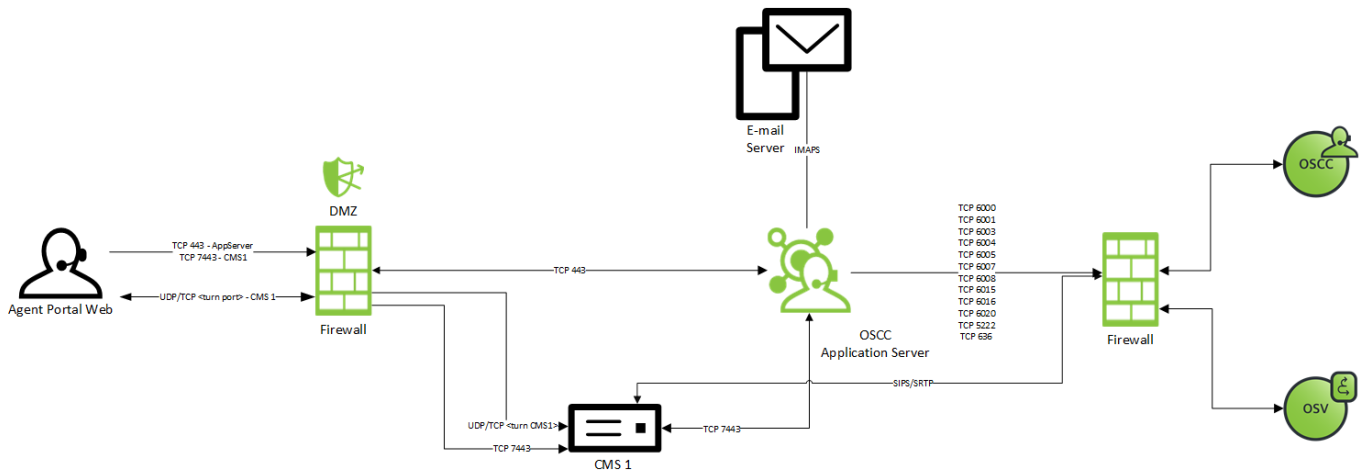 E-mail
Server
IMAPS
OSCC
DMZ
TCP 443 - AppServer
TCP 7443 - CMS1
UDP/TCP <turn port> - CMS 1
Agent Portal Web
Firewall
TCP 443
TCP 6000
TCP 6001
TCP 6003
TCP 6004
TCP 6005
TCP 6007
TCP 6008
TCP 6015
TCP 6016
TCP 6020
TCP 5222
TCP 636
OSCC
Application Server
Firewall
SIPS/SRTP
OSV
UDP/TCP <turn CMS1>
TCP 7443
TCP 7443
CMS 1